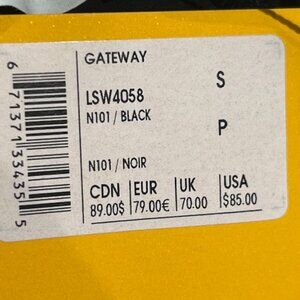 GATEWAY
LSW4058 S
N101 / BLACK
P
N101 / NOIR
CDN EUR UK USA
89.00$ 79.00€ 70.00 $85.00
6 71371 33435 5